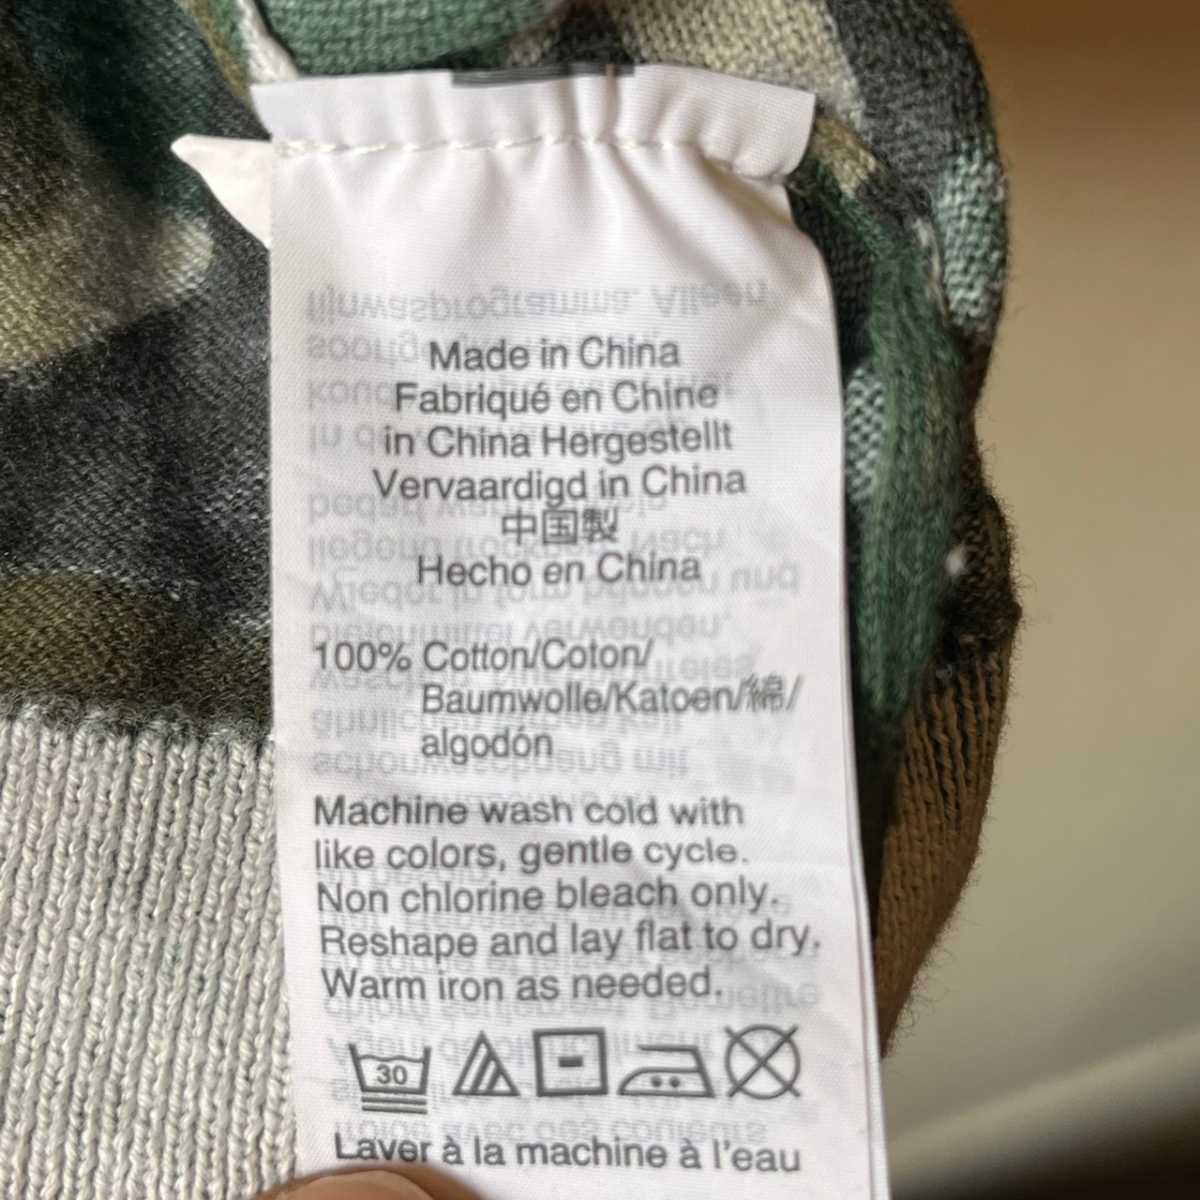 Made in China
Fabriqué en Chine
in China Hergestellt
Vervaardigd in China
中国製
Hecho en China
100% Cotton/Coton/
Baumwolle/Katoen/綿/
algodón
Machine wash cold with
like colors, gentle cycle.
Non chlorine bleach only.
Reshape and lay flat to dry.
Warm iron as needed.
30
Laver à la machine à l'eau